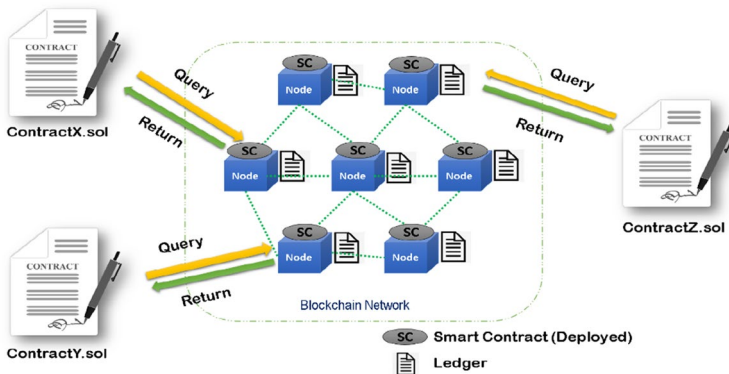 CONTRACT
ContractX.sol
Query
Return
SC
Node
SC
Node
Query
Return
CONTRACT
ContractZ.sol
SC
Node
SC
Node
SC
Node
CONTRACT
ContractY.sol
Query
Return
SC
Node
SC
Node
Blockchain Network
SC Smart Contract (Deployed)
Ledger